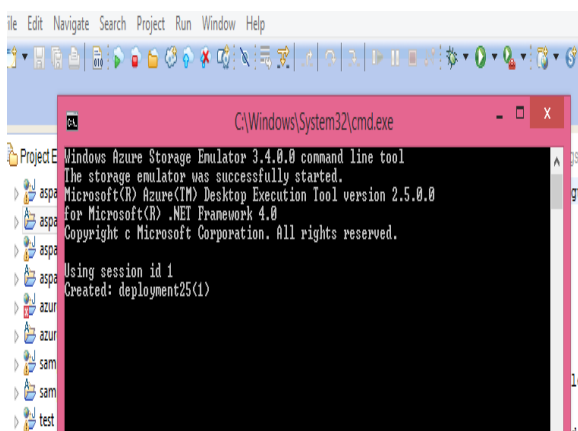 File Edit Navigate Search Project Run Window Help
C:\Windows\System32\cmd.exe
Project E
Windows Azure Storage Emulator 3.4.0.0 command line tool
The storage emulator was successfully started.
Microsoft(R) Azure(TM) Desktop Execution Tool version 2.5.0.0
for Microsoft(R) .NET Framework 4.0
Copyright c Microsoft Corporation. All rights reserved.
Using session id 1
Created: deployment25(1)
aspa
aspa
aspa
aspa
azur
azur
sam
sam
test